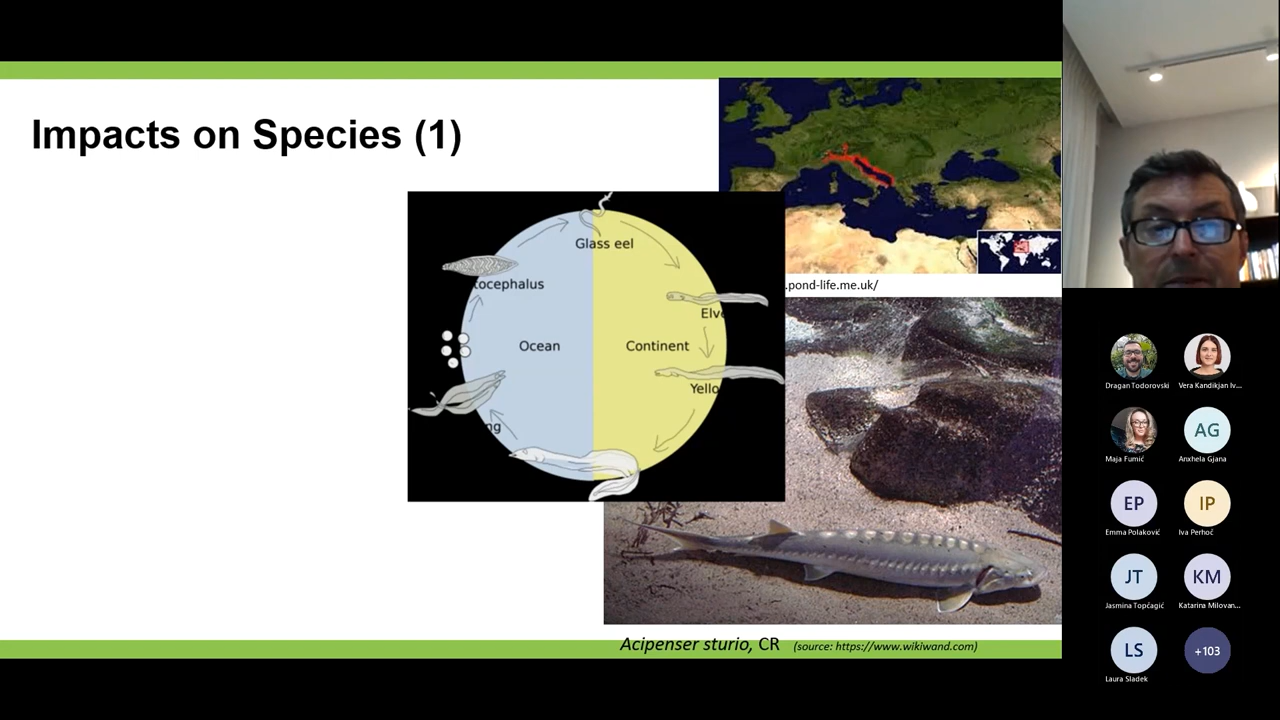 Impacts on Species (1)
Glass eel
tocephalus
.pond-life.me.uk/
Elve
Ocean
Continent
Yello
ng
Acipenser sturio, CR (source: https://www.wikiwand.com)
Dragan Todorovski
Vera Kandikjan Iv...
AG
Maja Fumić
Anxhela Gjana
EP
IP
Emma Polaković
Iva Perhoč
JT
KM
Jasmina Topčagić
Katarina Milovan...
LS
+103
Laura Sladek